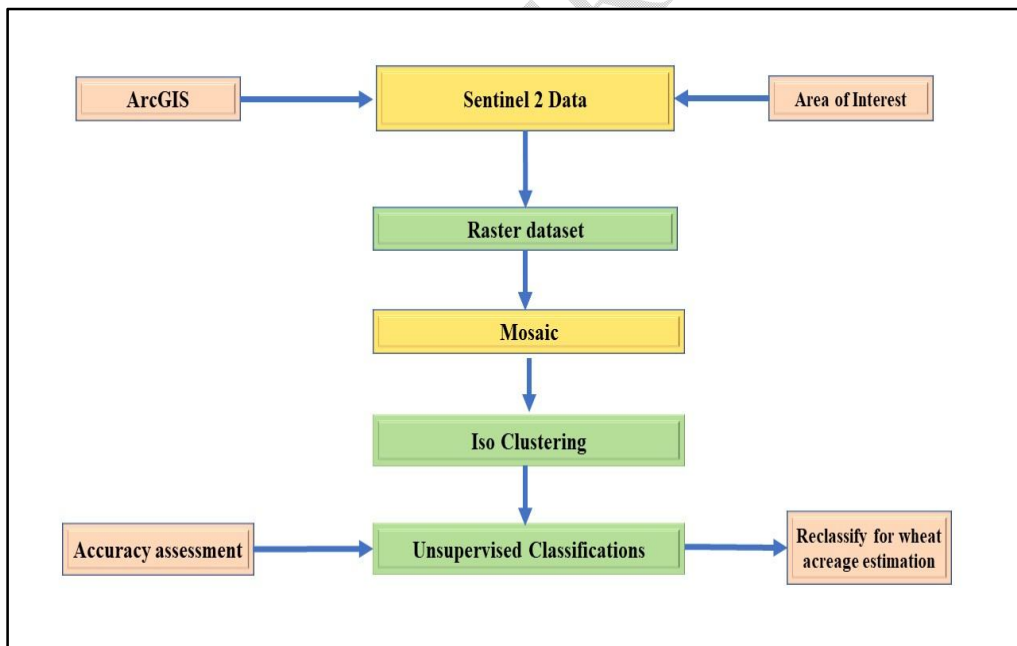 ArcGIS
Sentinel 2 Data
Area of Interest
Raster dataset
Mosaic
Iso Clustering
Accuracy assessment
Unsupervised Classifications
Reclassify for wheat
acreage estimation